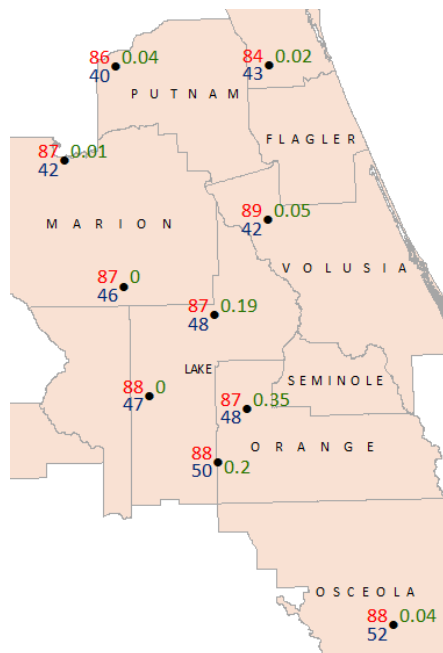 86 0.04
40
84 0.02
43
PUTNAM
FLAGLER
87 0.01
42
MARION
89 0.05
42
VOLUSIA
87 0
46
87 0.19
48
LAKE
SEMINOLE
88 0
47
87 0.35
48
ORANGE
88
50 0.2
OSCEOLA
88 0.04
52